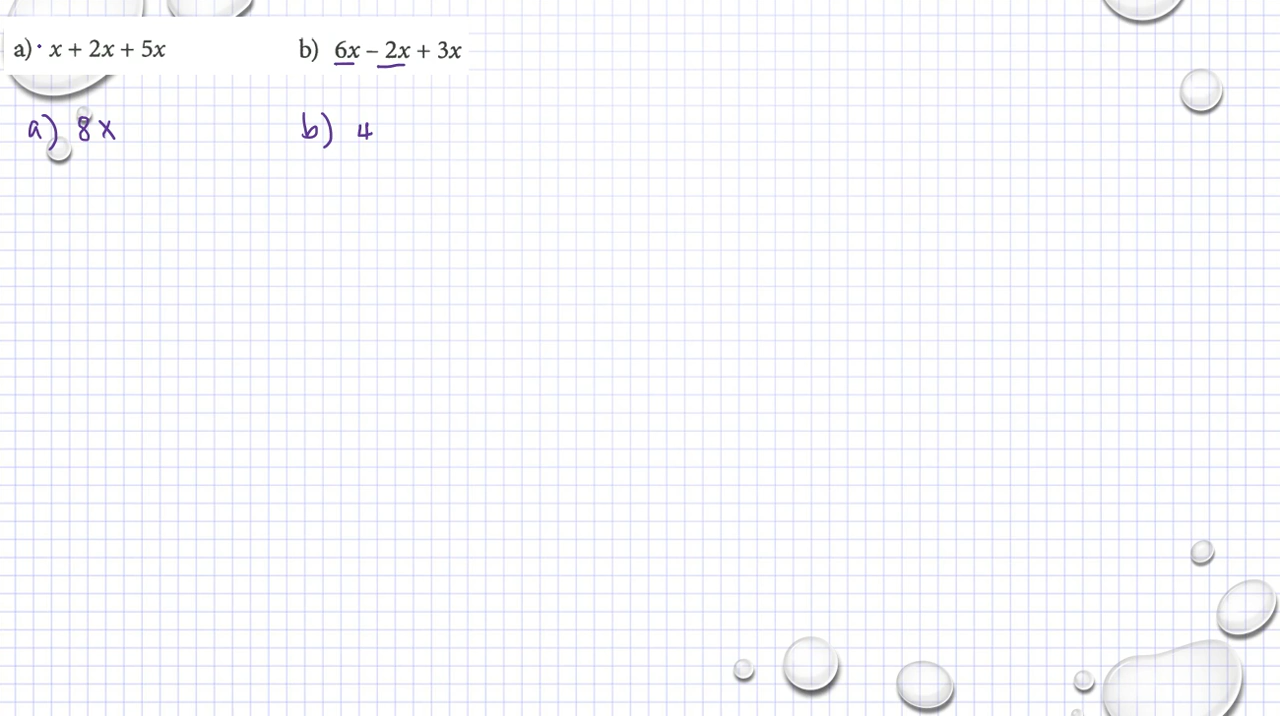 a) x + 2x + 5x b) 6x − 2x + 3x
a) 8x b) 4